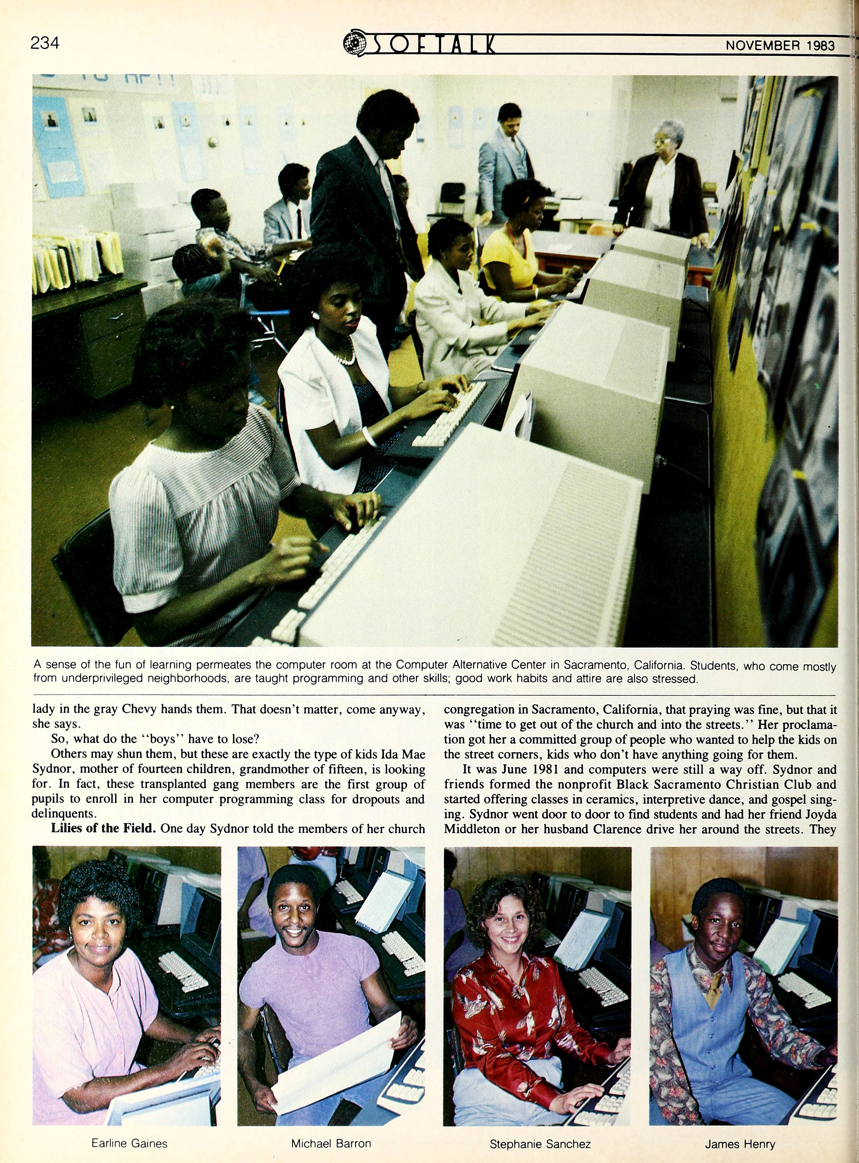 234
SOFTALK
NOVEMBER 1983
A sense of the fun of learning permeates the computer room at the Computer Alternative Center in Sacramento, California. Students, who come mostly
from underprivileged neighborhoods, are taught programming and other skills; good work habits and attire are also stressed.
lady in the gray Chevy hands them. That doesn't matter, come anyway,
she says.
So, what do the ''boys'' have to lose?
Others may shun them, but these are exactly the type of kids Ida Mae
Sydnor, mother of fourteen children, grandmother of fifteen, is looking
for. In fact, these transplanted gang members are the first group of
pupils to enroll in her computer programming class for dropouts and
delinquents.
Lilies of the Field. One day Sydnor told the members of her church
congregation in Sacramento, California, that praying was fine, but that it
was ''time to get out of the church and into the streets.'' Her proclama-
tion got her a committed group of people who wanted to help the kids on
the street corners, kids who don't have anything going for them.
It was June 1981 and computers were still a way off. Sydnor and
friends formed the nonprofit Black Sacramento Christian Club and
started offering classes in ceramics, interpretive dance, and gospel sing-
ing. Sydnor went door to door to find students and had her friend Joyda
Middleton or her husband Clarence drive her around the streets. They
Earline Gaines
Michael Barron
Stephanie Sanchez
James Henry